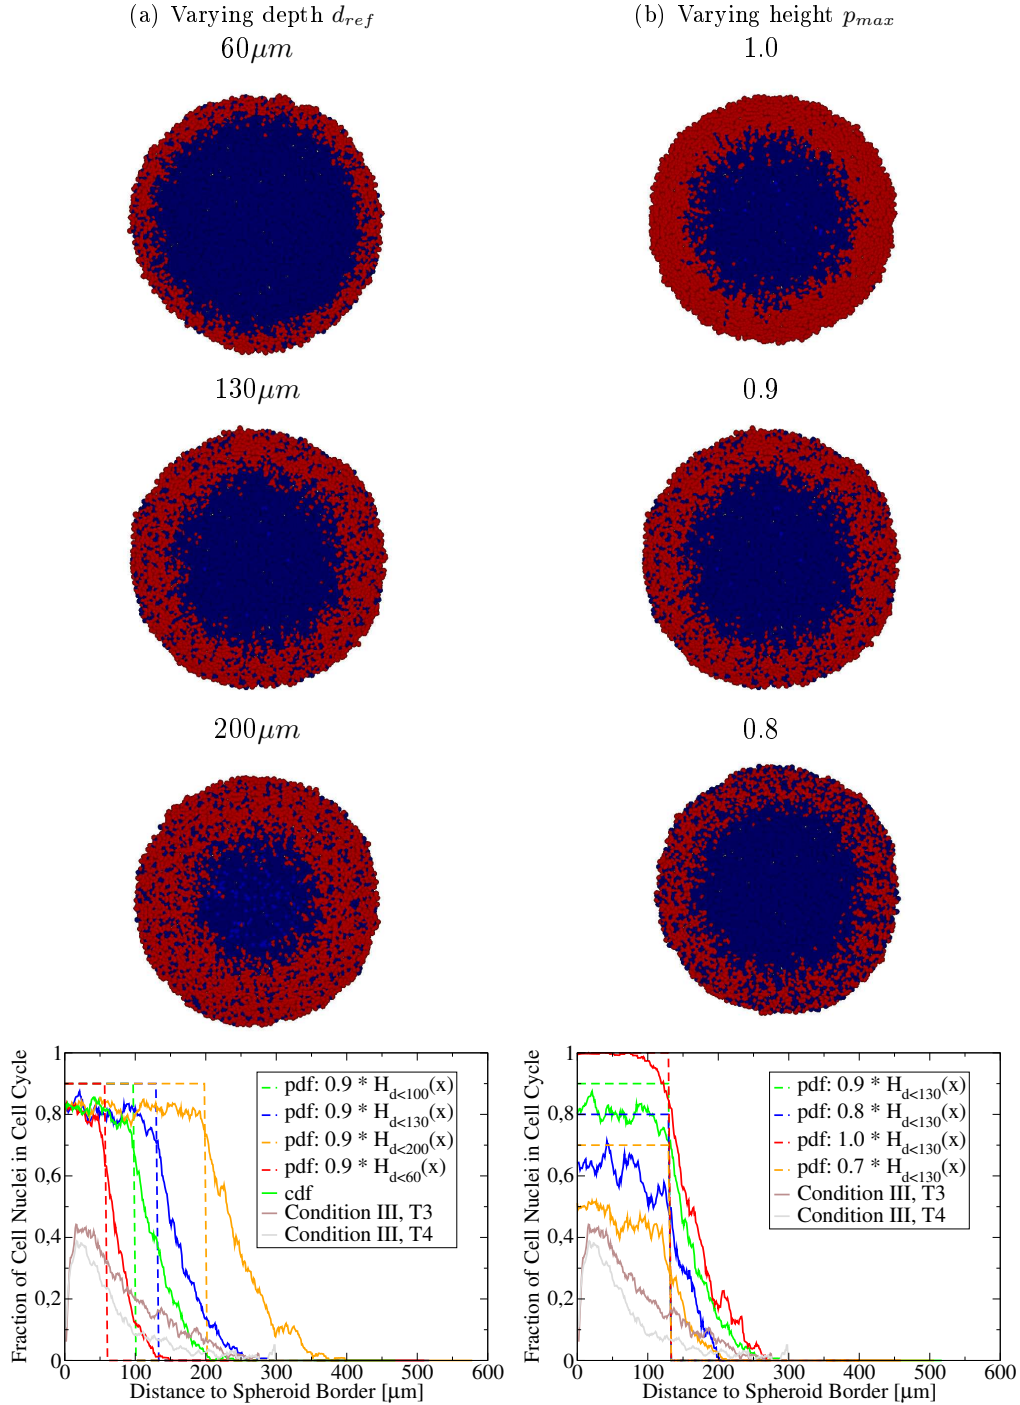 (a) Varying depth d_ref
60μm
130μm
200μm
Fraction of Cell Nuclei in Cell Cycle
1
0,8
0,6
0,4
0,2
0
0 100 200 300 400 500 600
Distance to Spheroid Border [μm]
pdf: 0.9 * H_d<100(x)
pdf: 0.9 * H_d<130(x)
pdf: 0.9 * H_d<200(x)
pdf: 0.9 * H_d<60(x)
cdf
Condition III, T3
Condition III, T4
(b) Varying height p_max
1.0
0.9
0.8
Fraction of Cell Nuclei in Cell Cycle
1
0,8
0,6
0,4
0,2
0
0 100 200 300 400 500 600
Distance to Spheroid Border [μm]
pdf: 0.9 * H_d<130(x)
pdf: 0.8 * H_d<130(x)
pdf: 1.0 * H_d<130(x)
pdf: 0.7 * H_d<130(x)
Condition III, T3
Condition III, T4